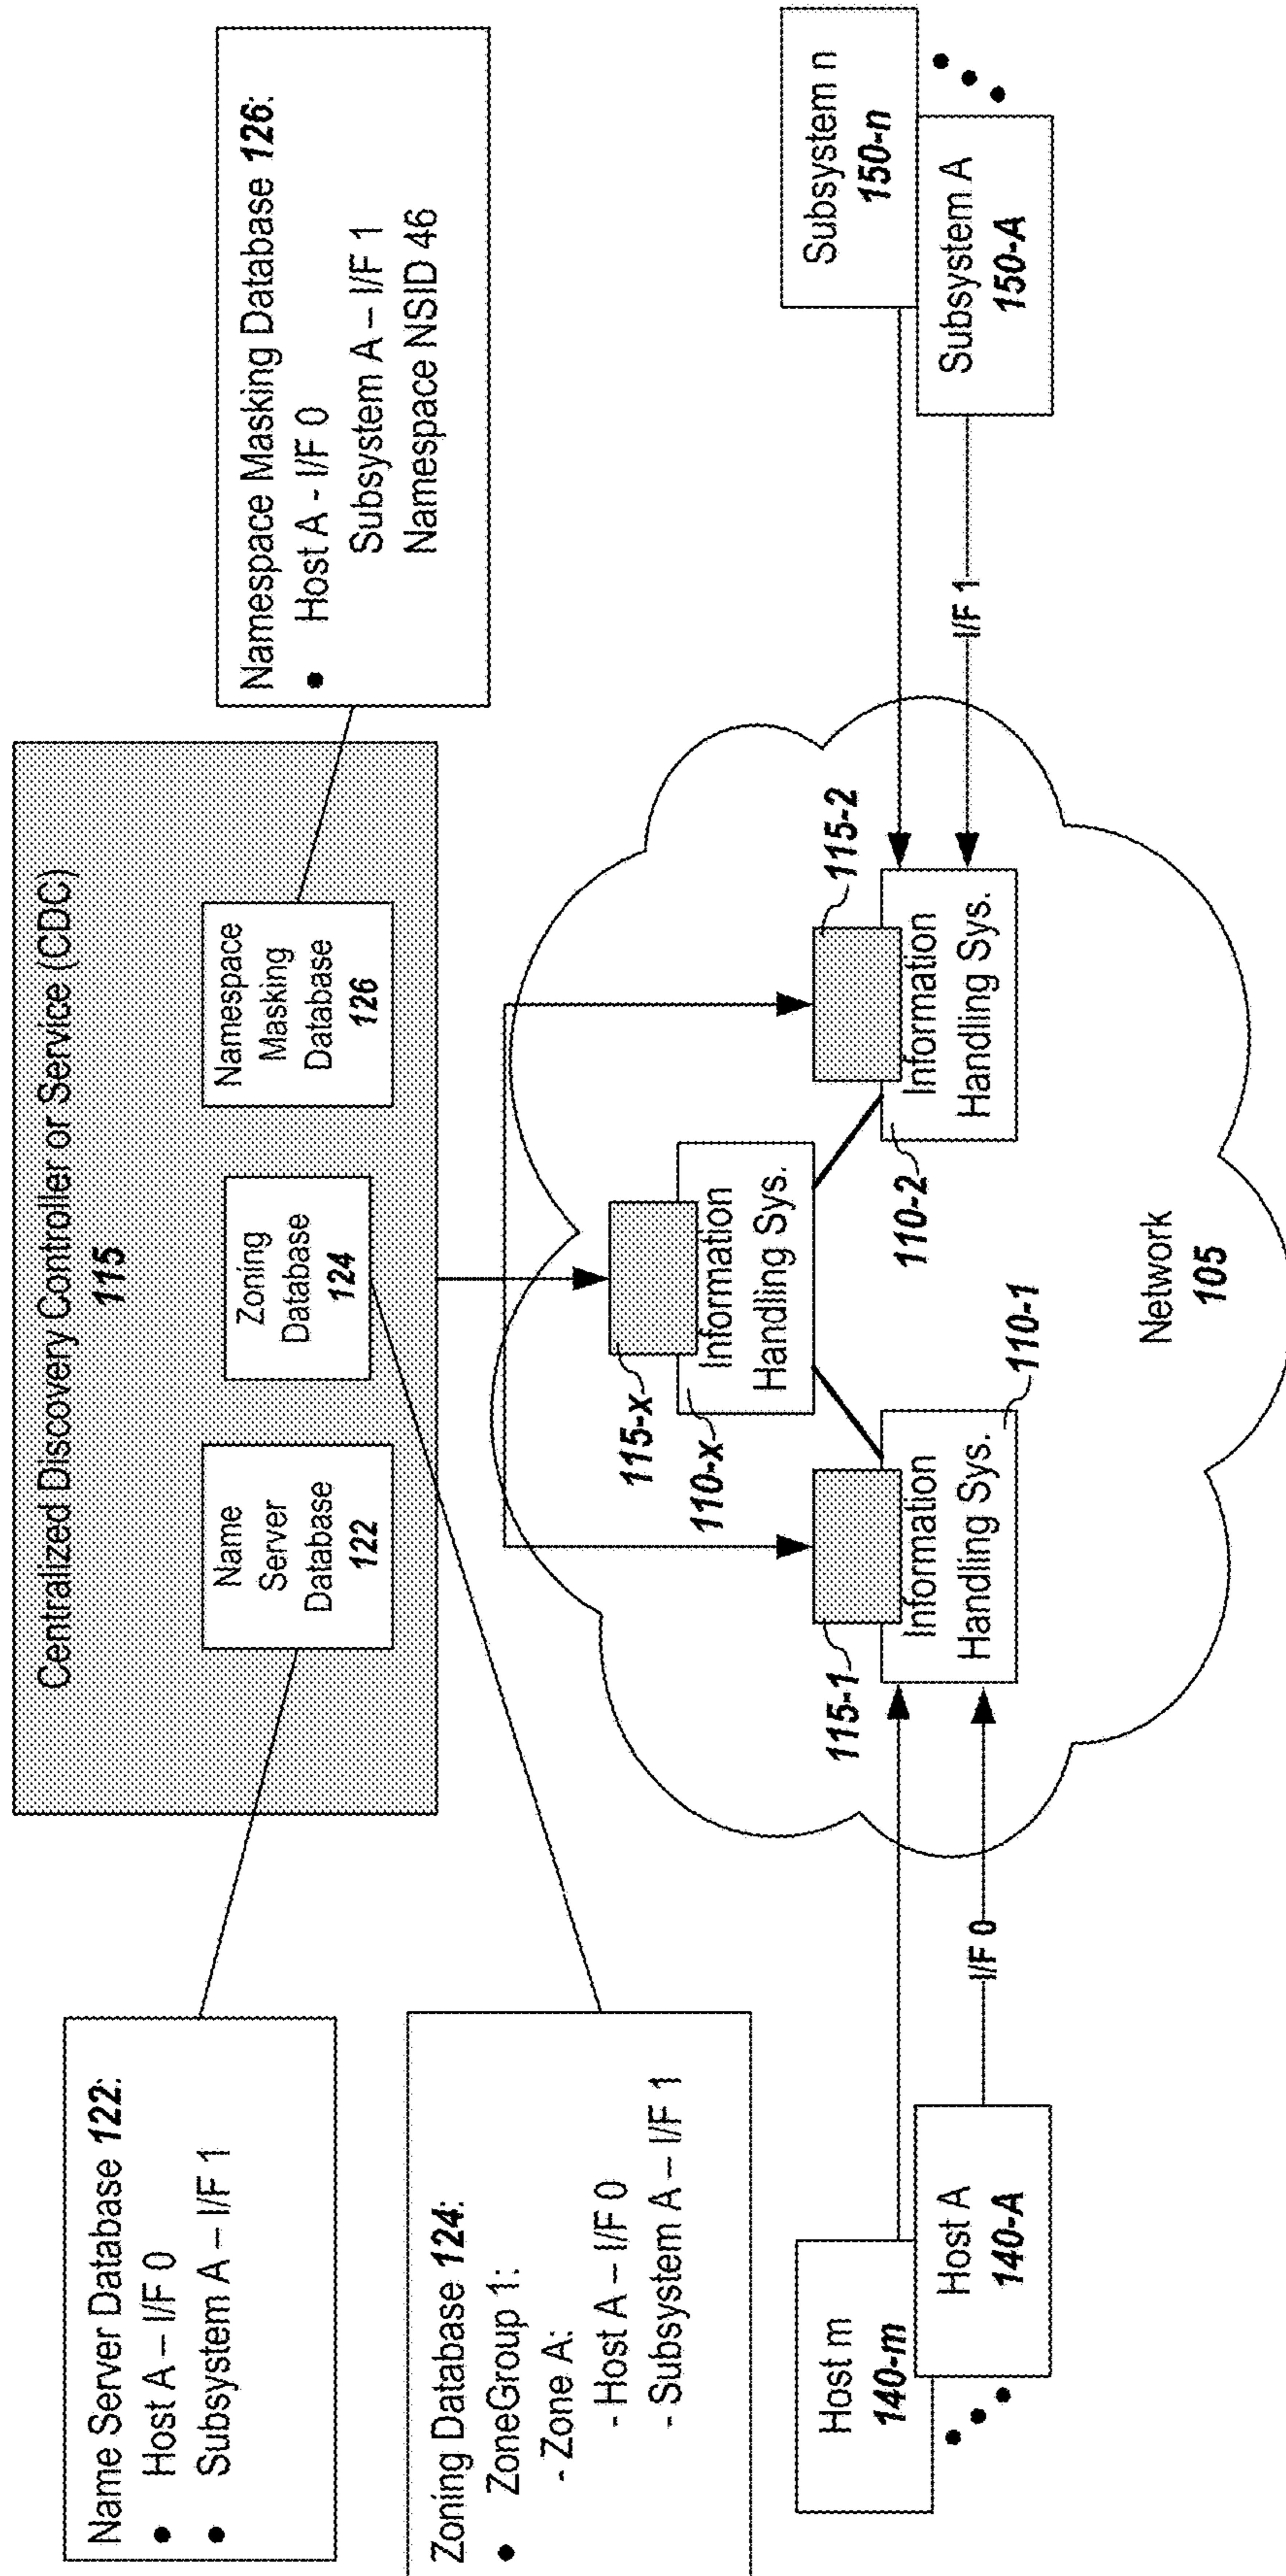 Centralized Discovery Controller or Service (CDC)
115
Name
Server
Database
122
Zoning
Database
124
Namespace
Masking
Database
126
Name Server Database 122:
• Host A – I/F 0
• Subsystem A – I/F 1
Zoning Database 124:
• ZoneGroup 1:
- Zone A:
- Host A – I/F 0
- Subsystem A – I/F 1
Namespace Masking Database 126:
• Host A - I/F 0
Subsystem A – I/F 1
Namespace NSID 46
115-x
110-x
Information
Handling Sys.
115-1
Information
Handling Sys.
110-1
115-2
Information
Handling Sys.
110-2
Network
105
Host m
140-m
Host A
140-A
I/F 0
Subsystem n
150-n
Subsystem A
150-A
I/F 1